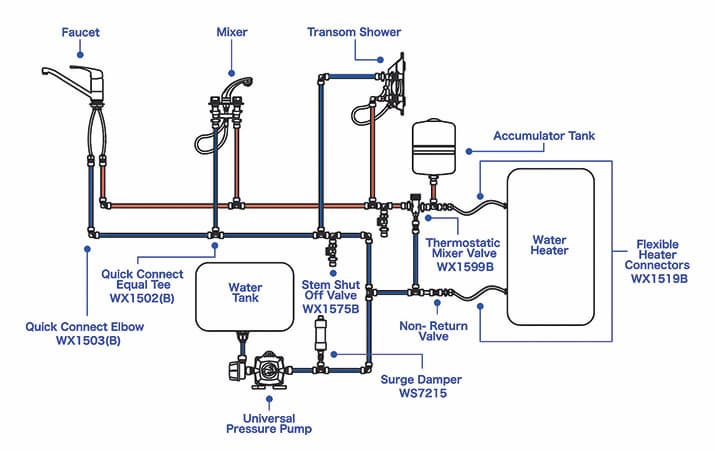 Faucet
Mixer
Transom Shower
Accumulator Tank
Thermostatic
Mixer Valve
WX1599B
Water
Heater
Flexible
Heater
Connectors
WX1519B
Quick Connect
Equal Tee
WX1502(B)
Water
Tank
Stem Shut
Off Valve
WX1575B
Quick Connect Elbow
WX1503(B)
Non- Return
Valve
Surge Damper
WS7215
Universal
Pressure Pump